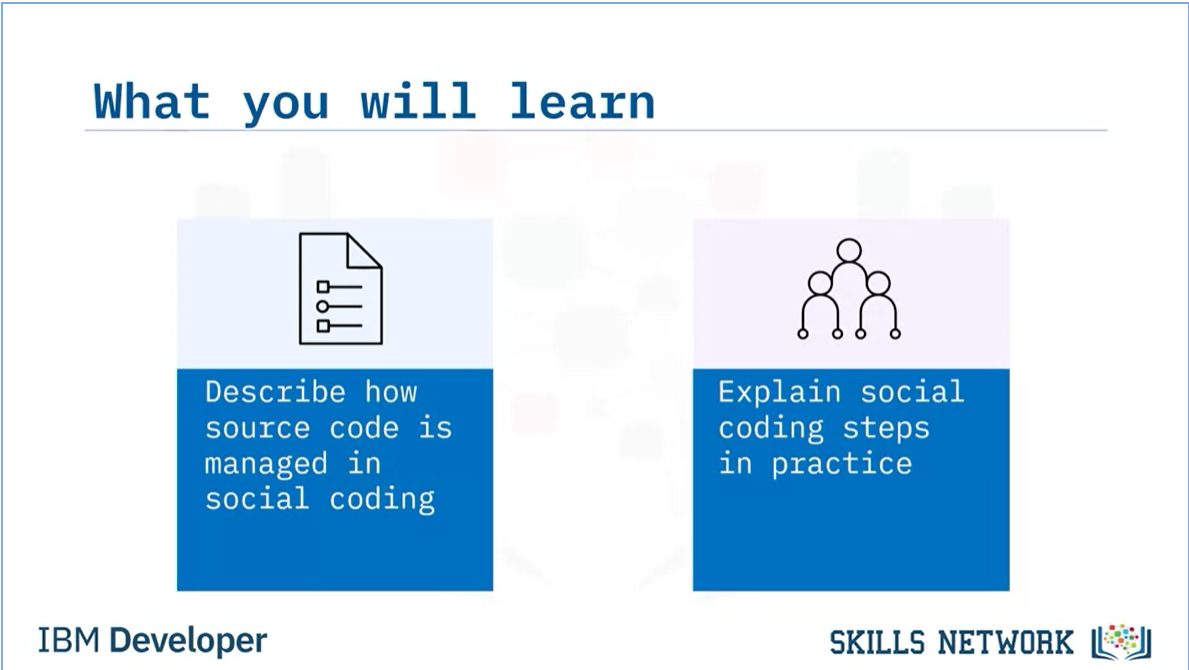 What you will learn
Describe how
source code is
managed in
social coding
Explain social
coding steps
in practice
IBM Developer
SKILLS NETWORK